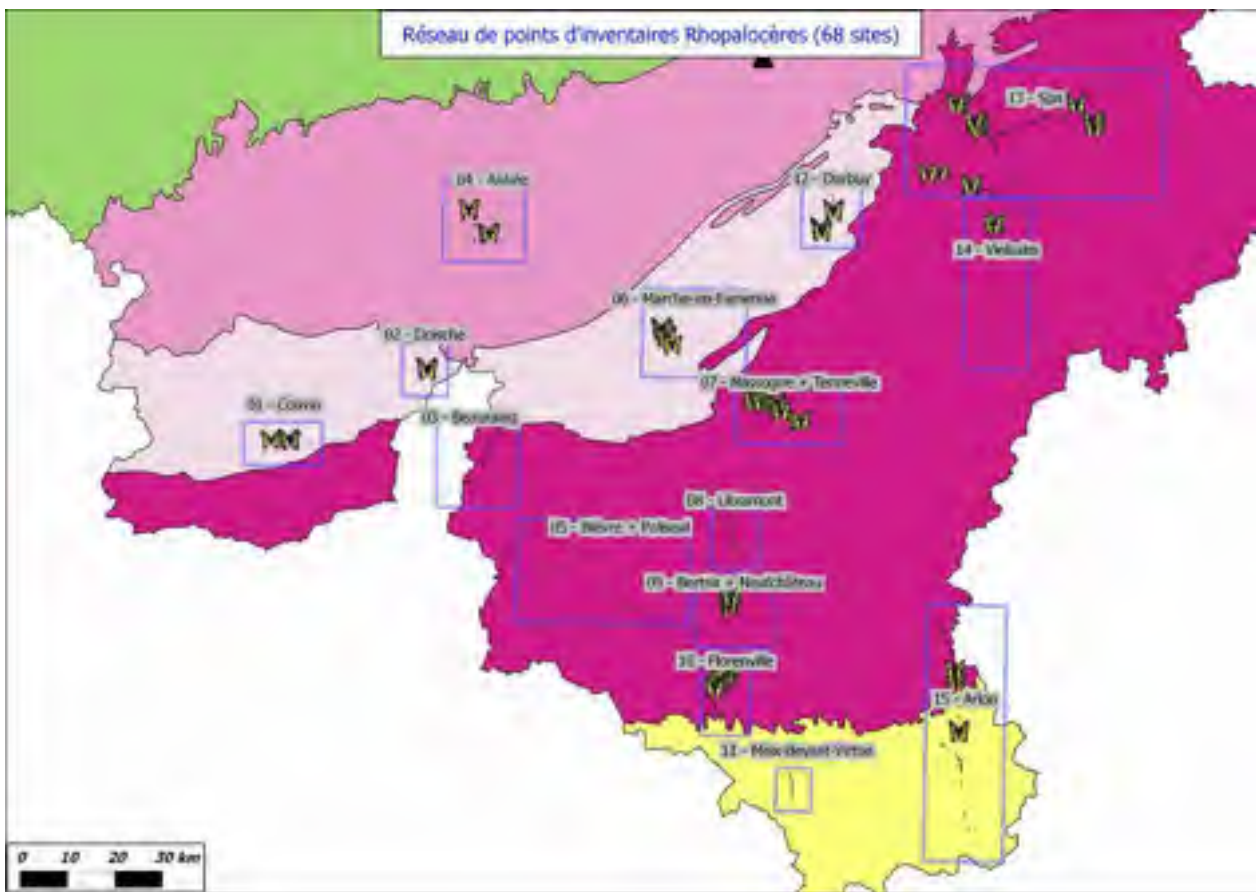 Réseau de points d'inventaires Rhopalocères (68 sites)
13 - Spa
04 -
12 - Durbuy
14 - Vielsalm
06 - Marche-en-Famenne
02 - Doische
07 - Nassogne + Tenneville
01 - Couvin
03 - Beauraing
08 - Libramont
05 - Bièvre + Paliseul
09 - Bertrix + Neufchâteau
10 - Florenville
15 - Arlon
11 - Meix-devant-Virton
0 10 20 30 km